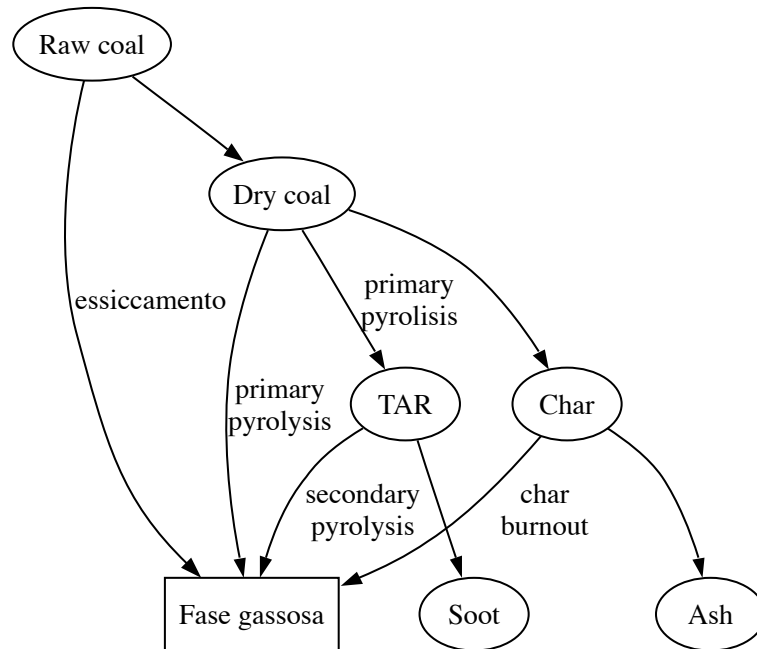 Raw coal
Dry coal
essiccamento
primary
pyrolisis
primary
pyrolysis
TAR
Char
secondary
pyrolysis
char
burnout
Fase gassosa
Soot
Ash